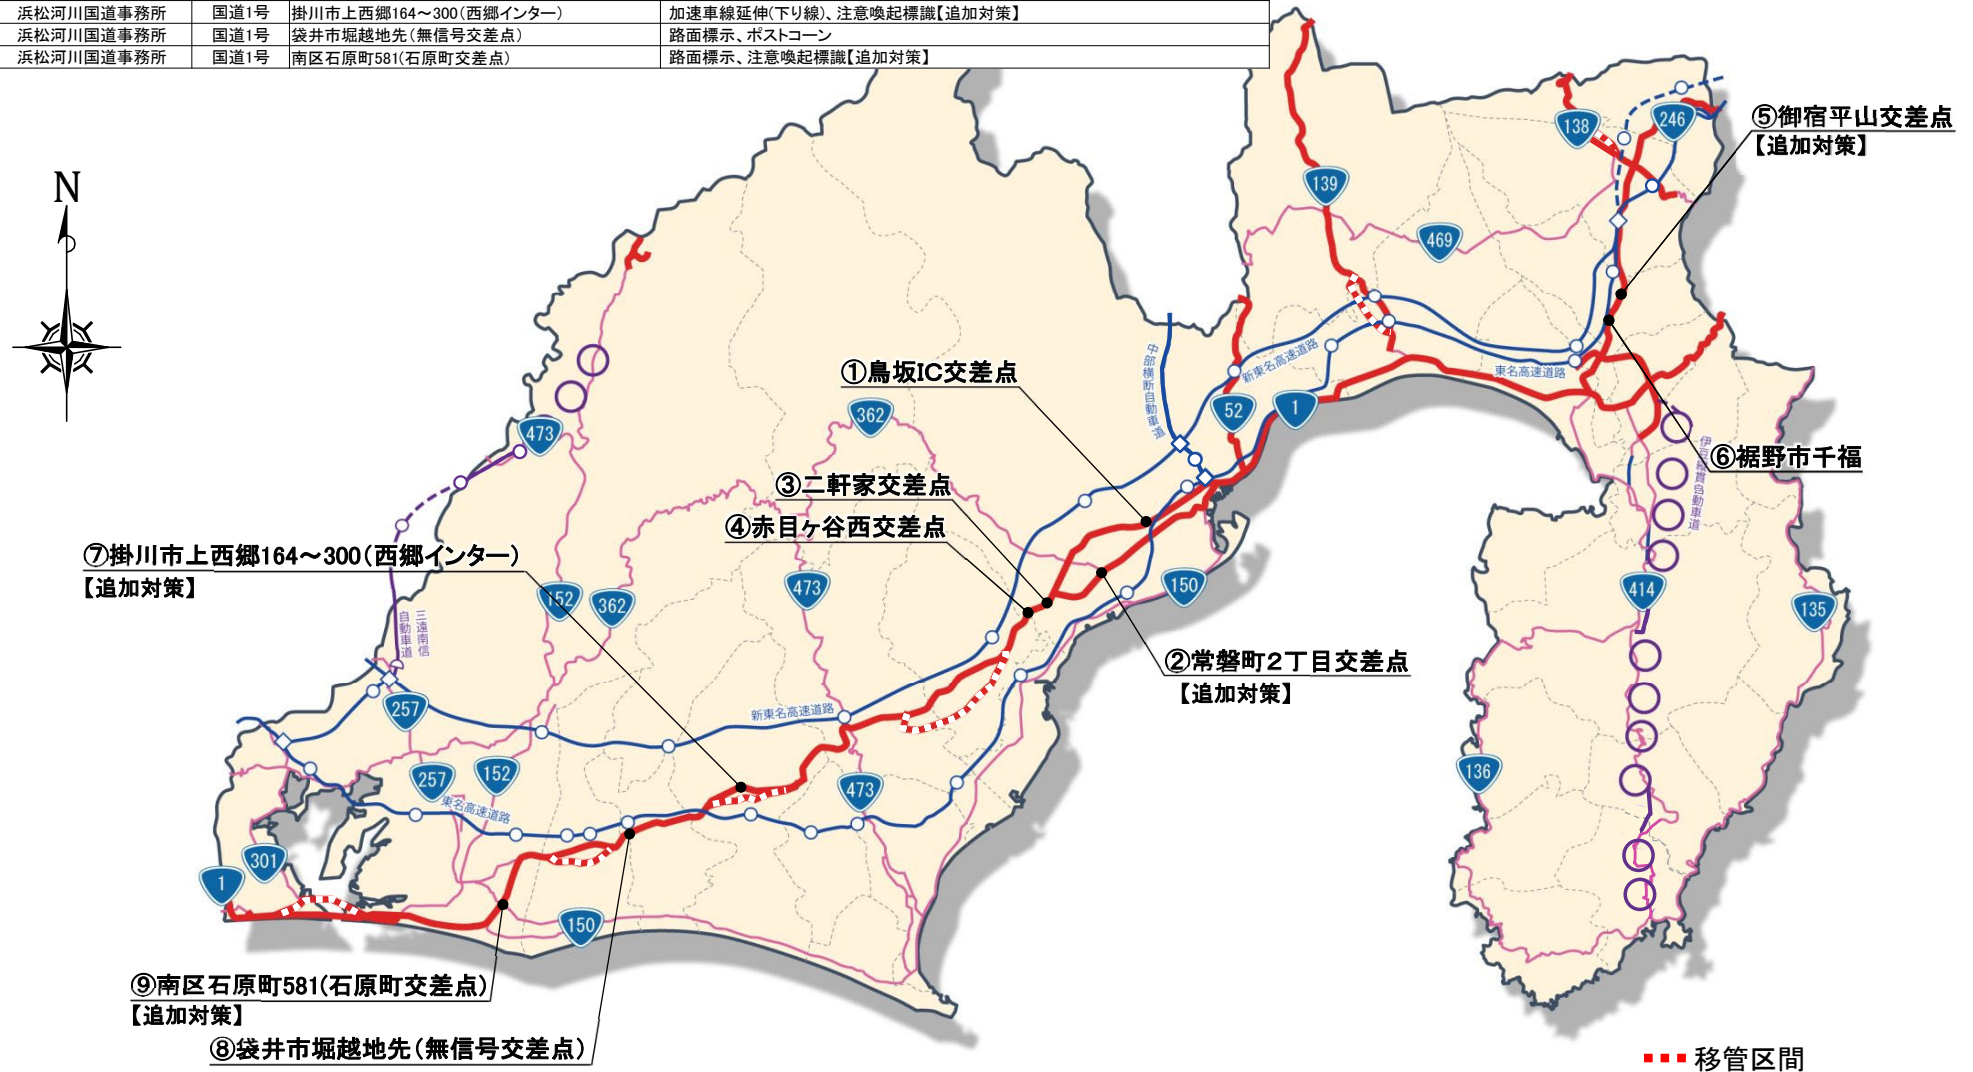 浜松河川国道事務所 国道1号 掛川市上西郷164～300(西郷インター) 加速車線延伸(下り線)、注意喚起標識【追加対策】
浜松河川国道事務所 国道1号 袋井市堀越地先(無信号交差点) 路面標示、ポストコーン
浜松河川国道事務所 国道1号 南区石原町581(石原町交差点) 路面標示、注意喚起標識【追加対策】
N
138
246
⑤御宿平山交差点
【追加対策】
139
469
①鳥坂IC交差点
中部横断自動車道
新東名高速道路
東名高速道路
362
52
1
473
伊豆縦貫自動車道
⑥裾野市千福
③二軒家交差点
④赤目ヶ谷西交差点
⑦掛川市上西郷164～300(西郷インター)
【追加対策】
152
362
473
150
414
135
三遠南信
自動車道
②常磐町2丁目交差点
【追加対策】
257
新東名高速道路
257
152
473
136
東名高速道路
301
1
150
⑨南区石原町581(石原町交差点)
【追加対策】
⑧袋井市堀越地先(無信号交差点)
移管区間